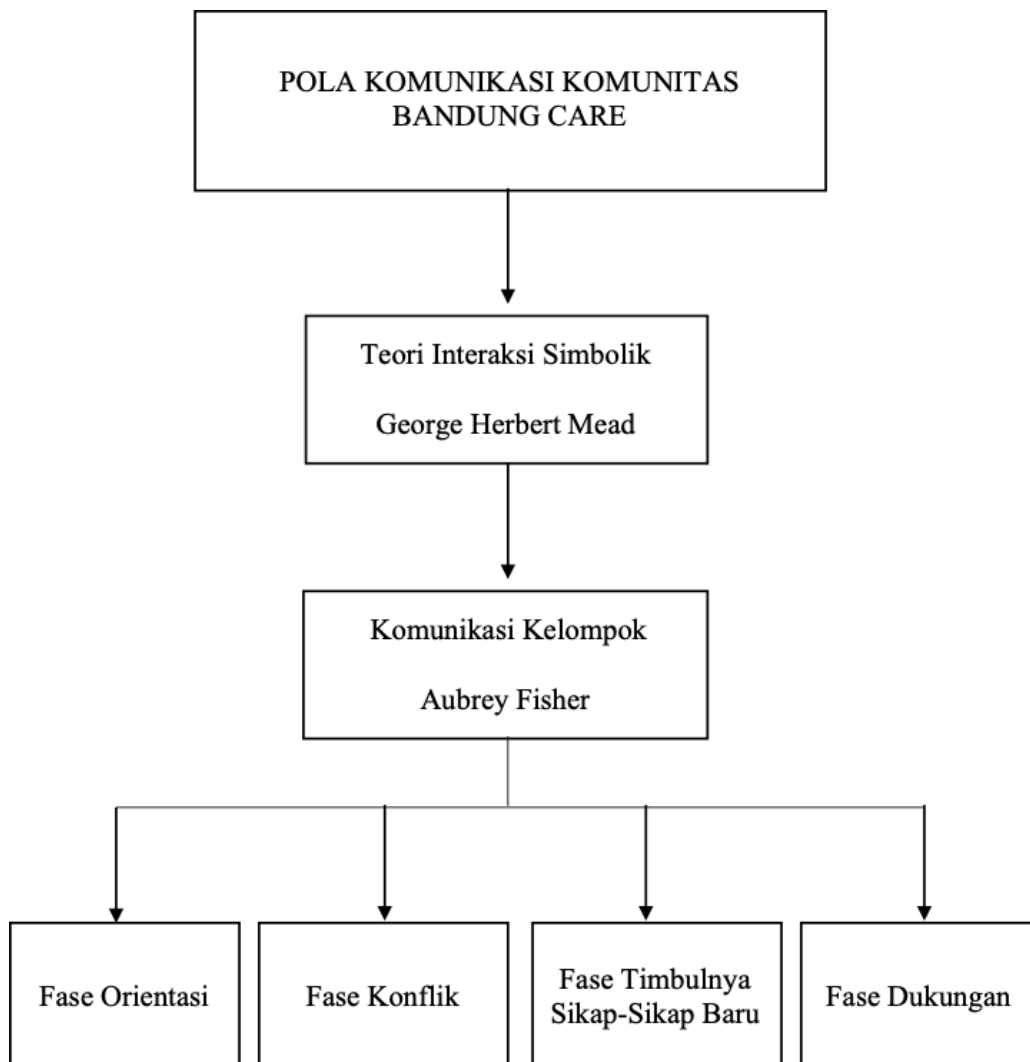 POLA KOMUNIKASI KOMUNITAS
BANDUNG CARE
Teori Interaksi Simbolik
George Herbert Mead
Komunikasi Kelompok
Aubrey Fisher
Fase Orientasi
Fase Konflik
Fase Timbulnya
Sikap-Sikap Baru
Fase Dukungan